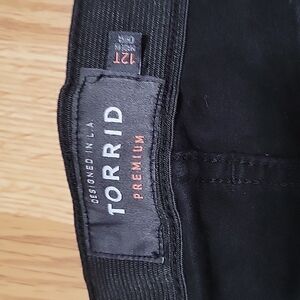 DESIGNED IN L.A
TORRID
PREMIUM
12T